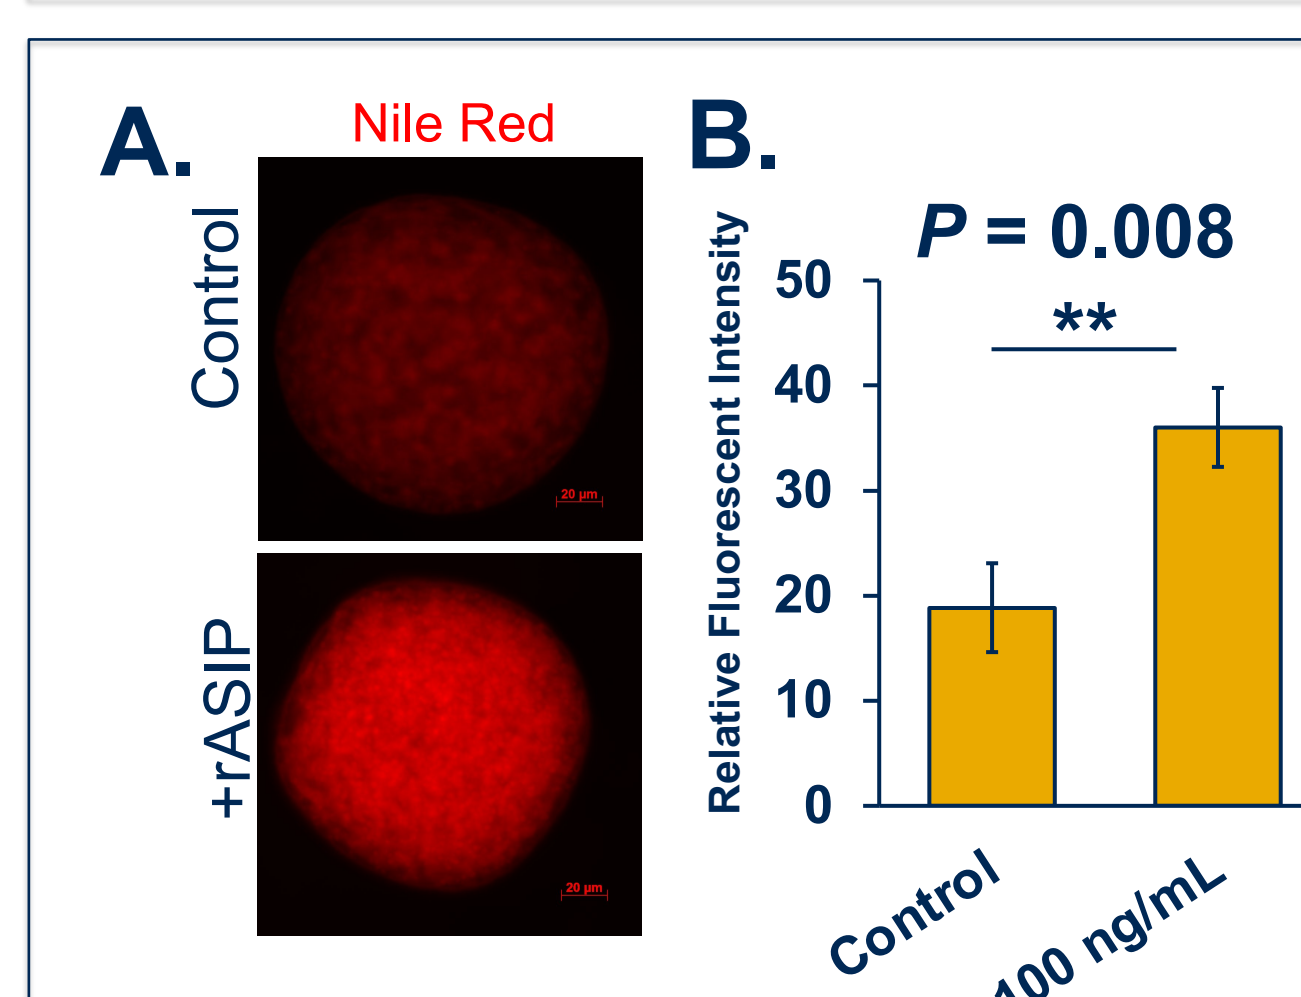 A.
Nile Red
Control
20 µm
+rASIP
20 µm
B.
P = 0.008
**
Relative Fluorescent Intensity
50
40
30
20
10
0
Control
100 ng/mL